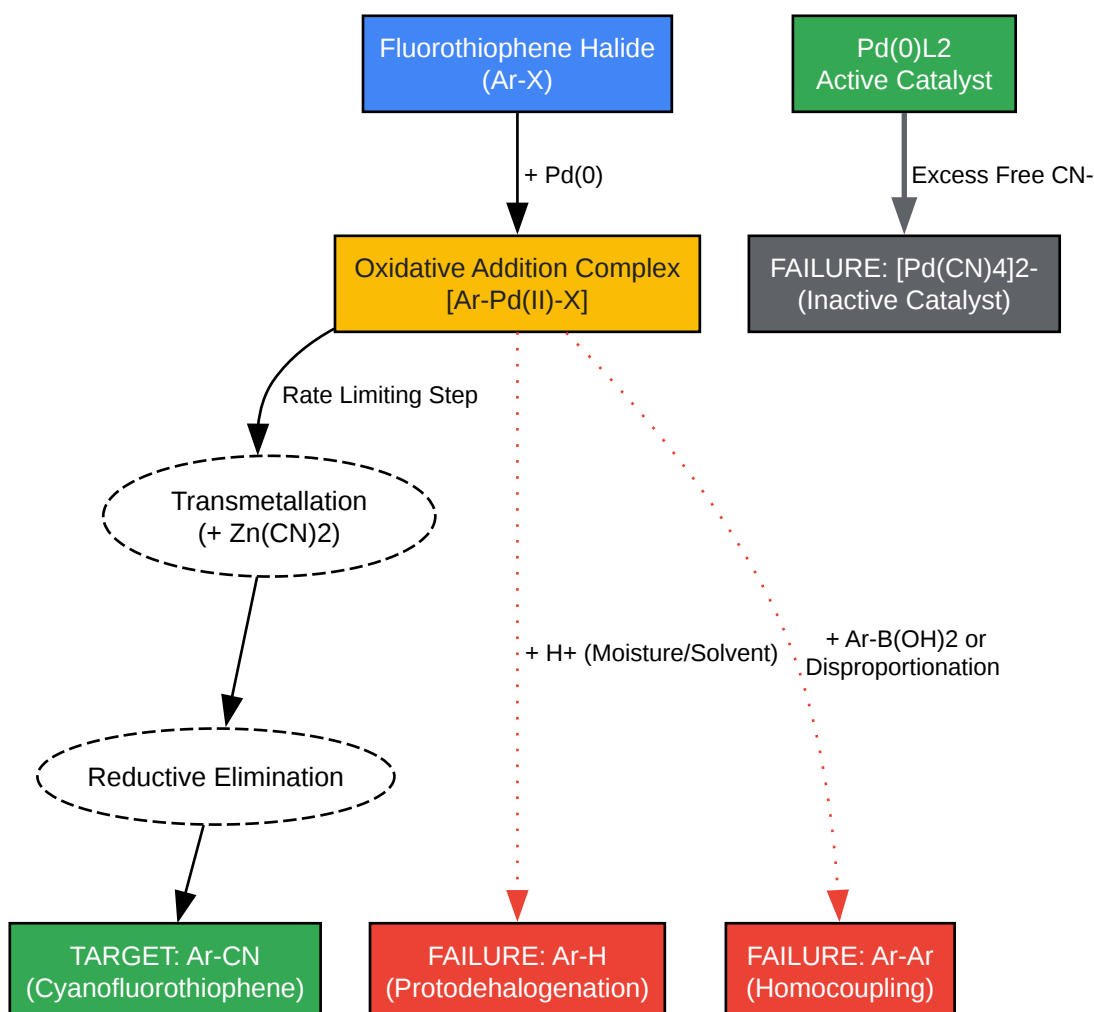 Fluorothiophene Halide
(Ar-X)
Pd(0)L2
Active Catalyst
+ Pd(0)
Excess Free CN-
Oxidative Addition Complex
[Ar-Pd(II)-X]
FAILURE: [Pd(CN)4]2-
(Inactive Catalyst)
Rate Limiting Step
Transmetallation
(+ Zn(CN)2)
+ H+ (Moisture/Solvent)
+ Ar-B(OH)2 or
Disproportionation
Reductive Elimination
TARGET: Ar-CN
(Cyanofluorothiophene)
FAILURE: Ar-H
(Protodehalogenation)
FAILURE: Ar-Ar
(Homocoupling)